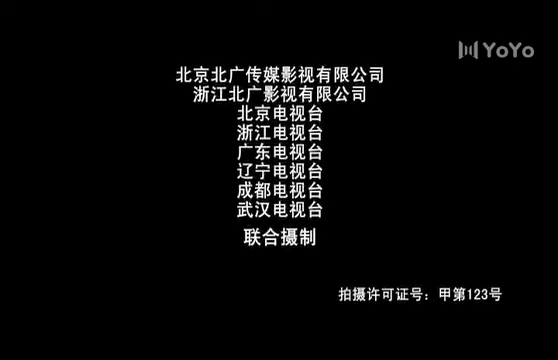 YoYo
北京北广传媒影视有限公司
浙江北广影视有限公司
北京电视台
浙江电视台
广东电视台
辽宁电视台
成都电视台
武汉电视台
联合摄制
拍摄许可证号：甲第123号